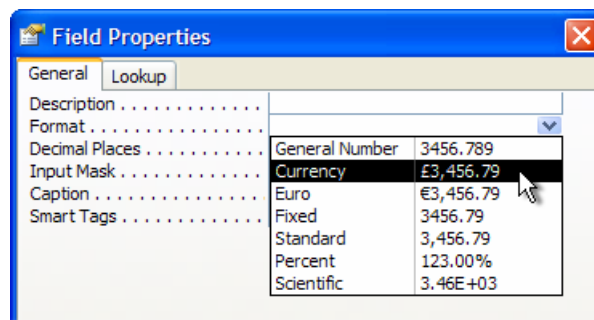 Field Properties
General Lookup
Description . . . . . . . . . . . . .
Format . . . . . . . . . . . . . . . .
Decimal Places . . . . . . . . . . .
Input Mask . . . . . . . . . . . . . .
Caption . . . . . . . . . . . . . . . .
Smart Tags . . . . . . . . . . . . .
General Number 3456.789
Currency £3,456.79
Euro €3,456.79
Fixed 3456.79
Standard 3,456.79
Percent 123.00%
Scientific 3.46E+03